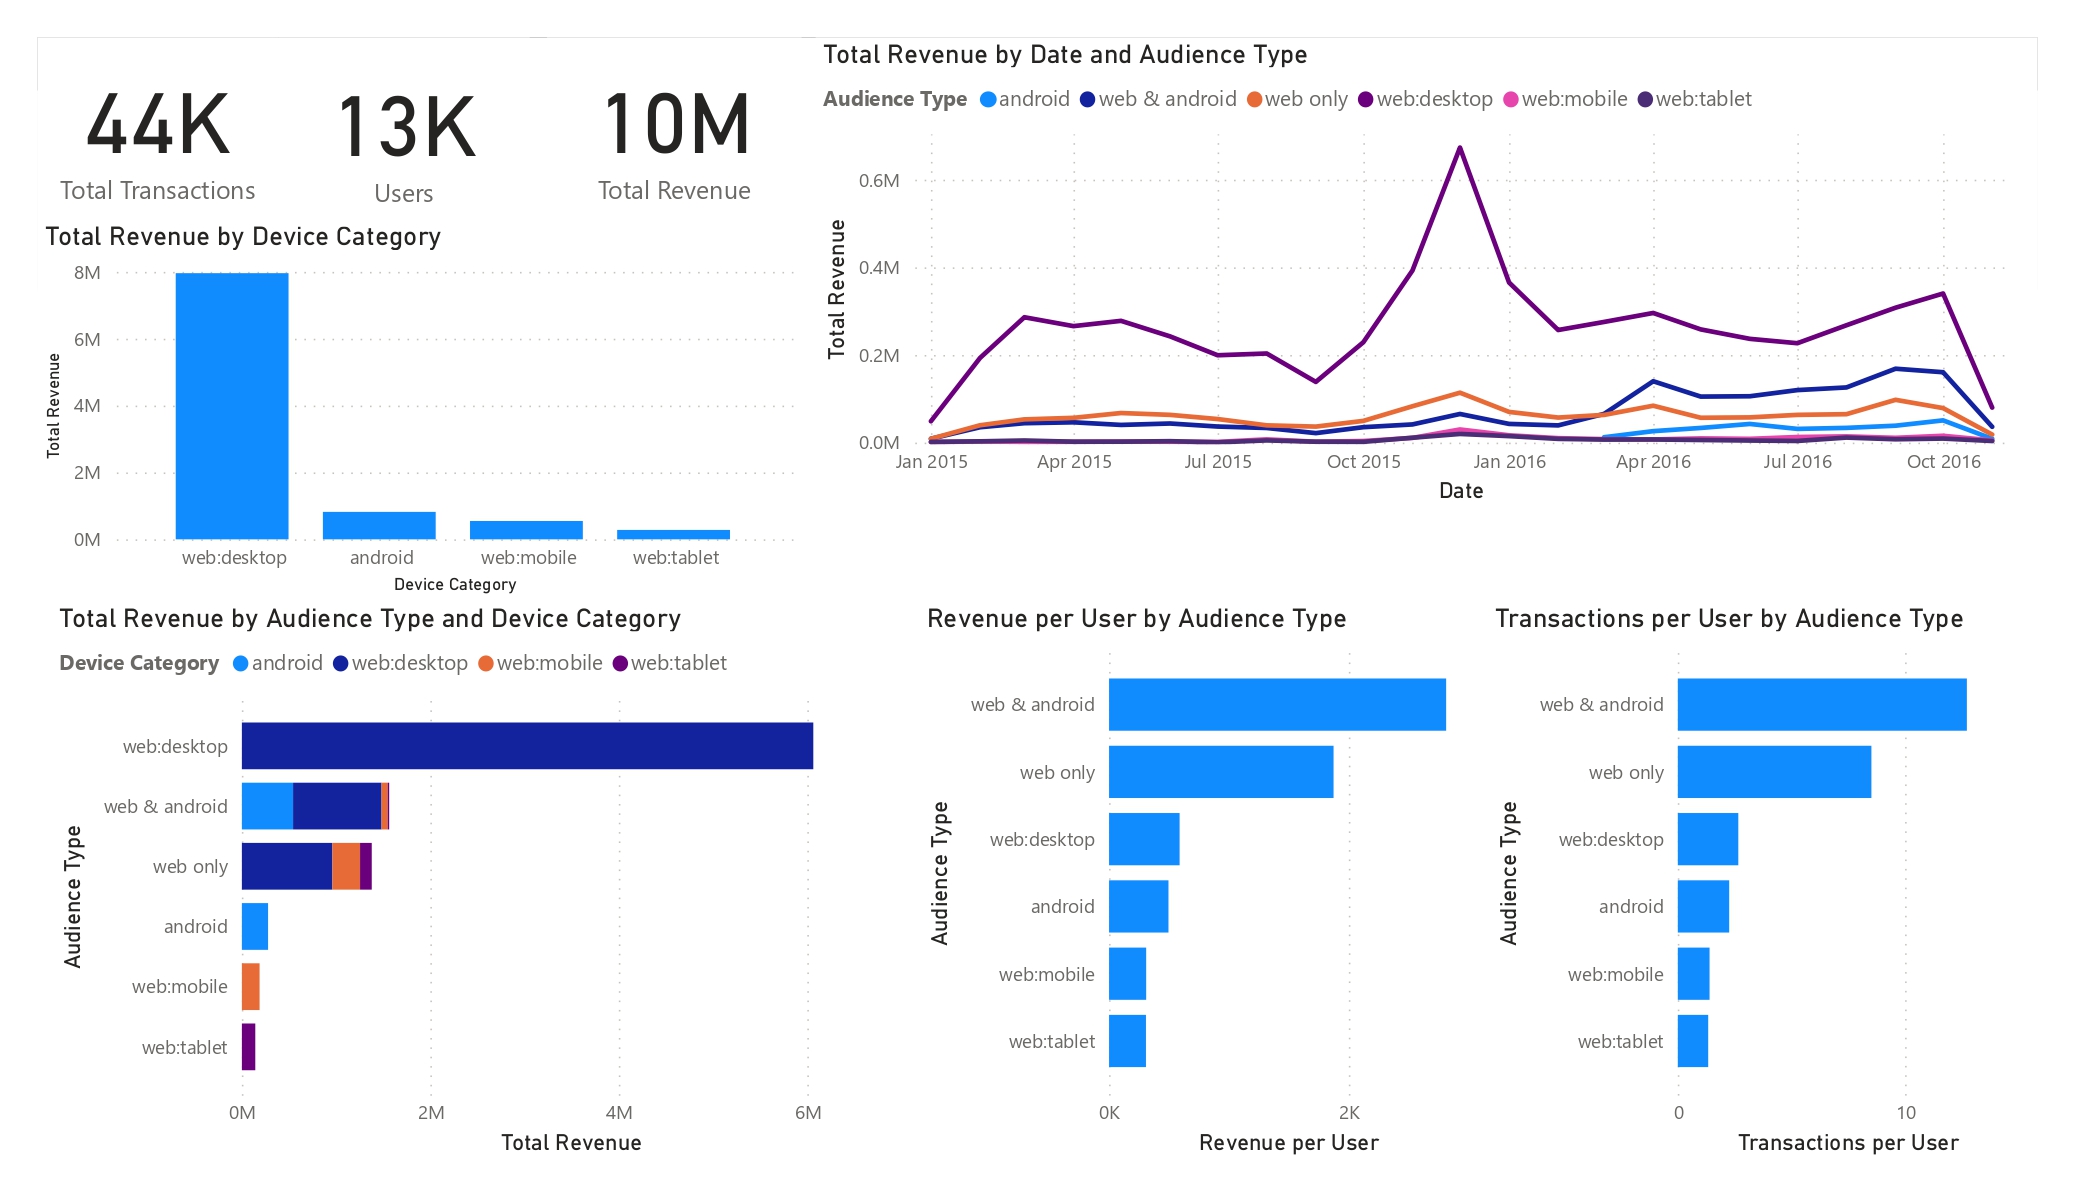 44K
Total Transactions
13K
Users
10M
Total Revenue
Total Revenue by Device Category
Total Revenue
8M
6M
4M
2M
0M
web:desktop android web:mobile web:tablet
Device Category
Total Revenue by Date and Audience Type
Audience Type android web & android web only web:desktop web:mobile web:tablet
Total Revenue
0.6M
0.4M
0.2M
0.0M
Jan 2015 Apr 2015 Jul 2015 Oct 2015 Jan 2016 Apr 2016 Jul 2016 Oct 2016
Date
Total Revenue by Audience Type and Device Category
Device Category android web:desktop web:mobile web:tablet
Audience Type
web:desktop
web & android
web only
android
web:mobile
web:tablet
0M 2M 4M 6M
Total Revenue
Revenue per User by Audience Type
Audience Type
web & android
web only
web:desktop
android
web:mobile
web:tablet
0K 2K
Revenue per User
Transactions per User by Audience Type
Audience Type
web & android
web only
web:desktop
android
web:mobile
web:tablet
0 10
Transactions per User